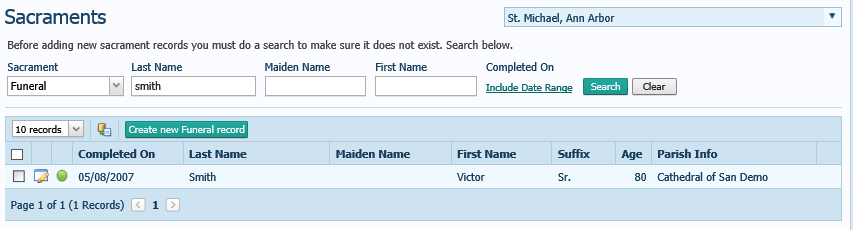 Sacraments
St. Michael, Ann Arbor
Before adding new sacrament records you must do a search to make sure it does not exist. Search below.
Sacrament Last Name Maiden Name First Name Completed On
Funeral smith Include Date Range Search Clear
10 records Create new Funeral record
Completed On Last Name Maiden Name First Name Suffix Age Parish Info
05/08/2007 Smith Victor Sr. 80 Cathedral of San Demo
Page 1 of 1 (1 Records) < 1 >